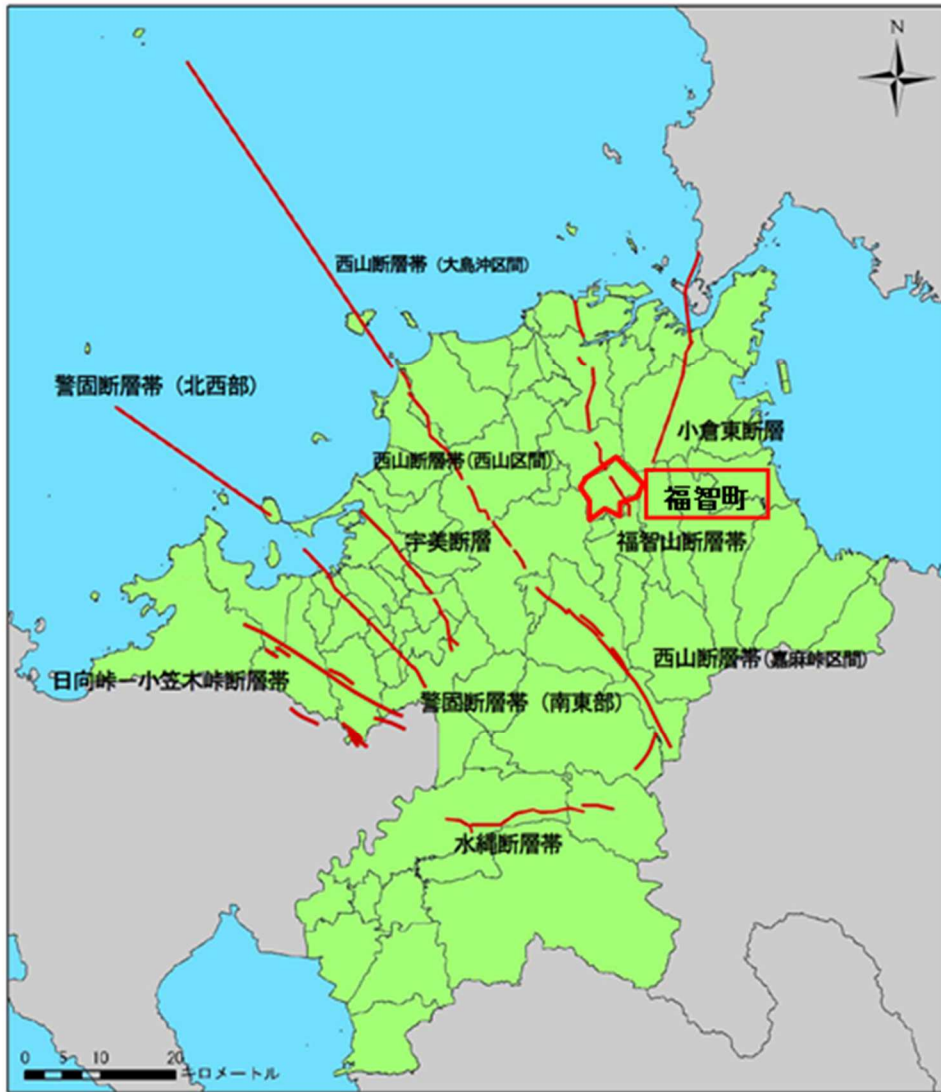 N
西山断層帯（大島沖区間）
警固断層帯（北西部）
小倉東断層
西山断層帯（西山区間）
福智町
宇美断層
福智山断層帯
西山断層帯（嘉麻峠区間）
日向峠ー小笠木峠断層帯
警固断層帯（南東部）
水縄断層帯
0 5 10 20
キロメートル